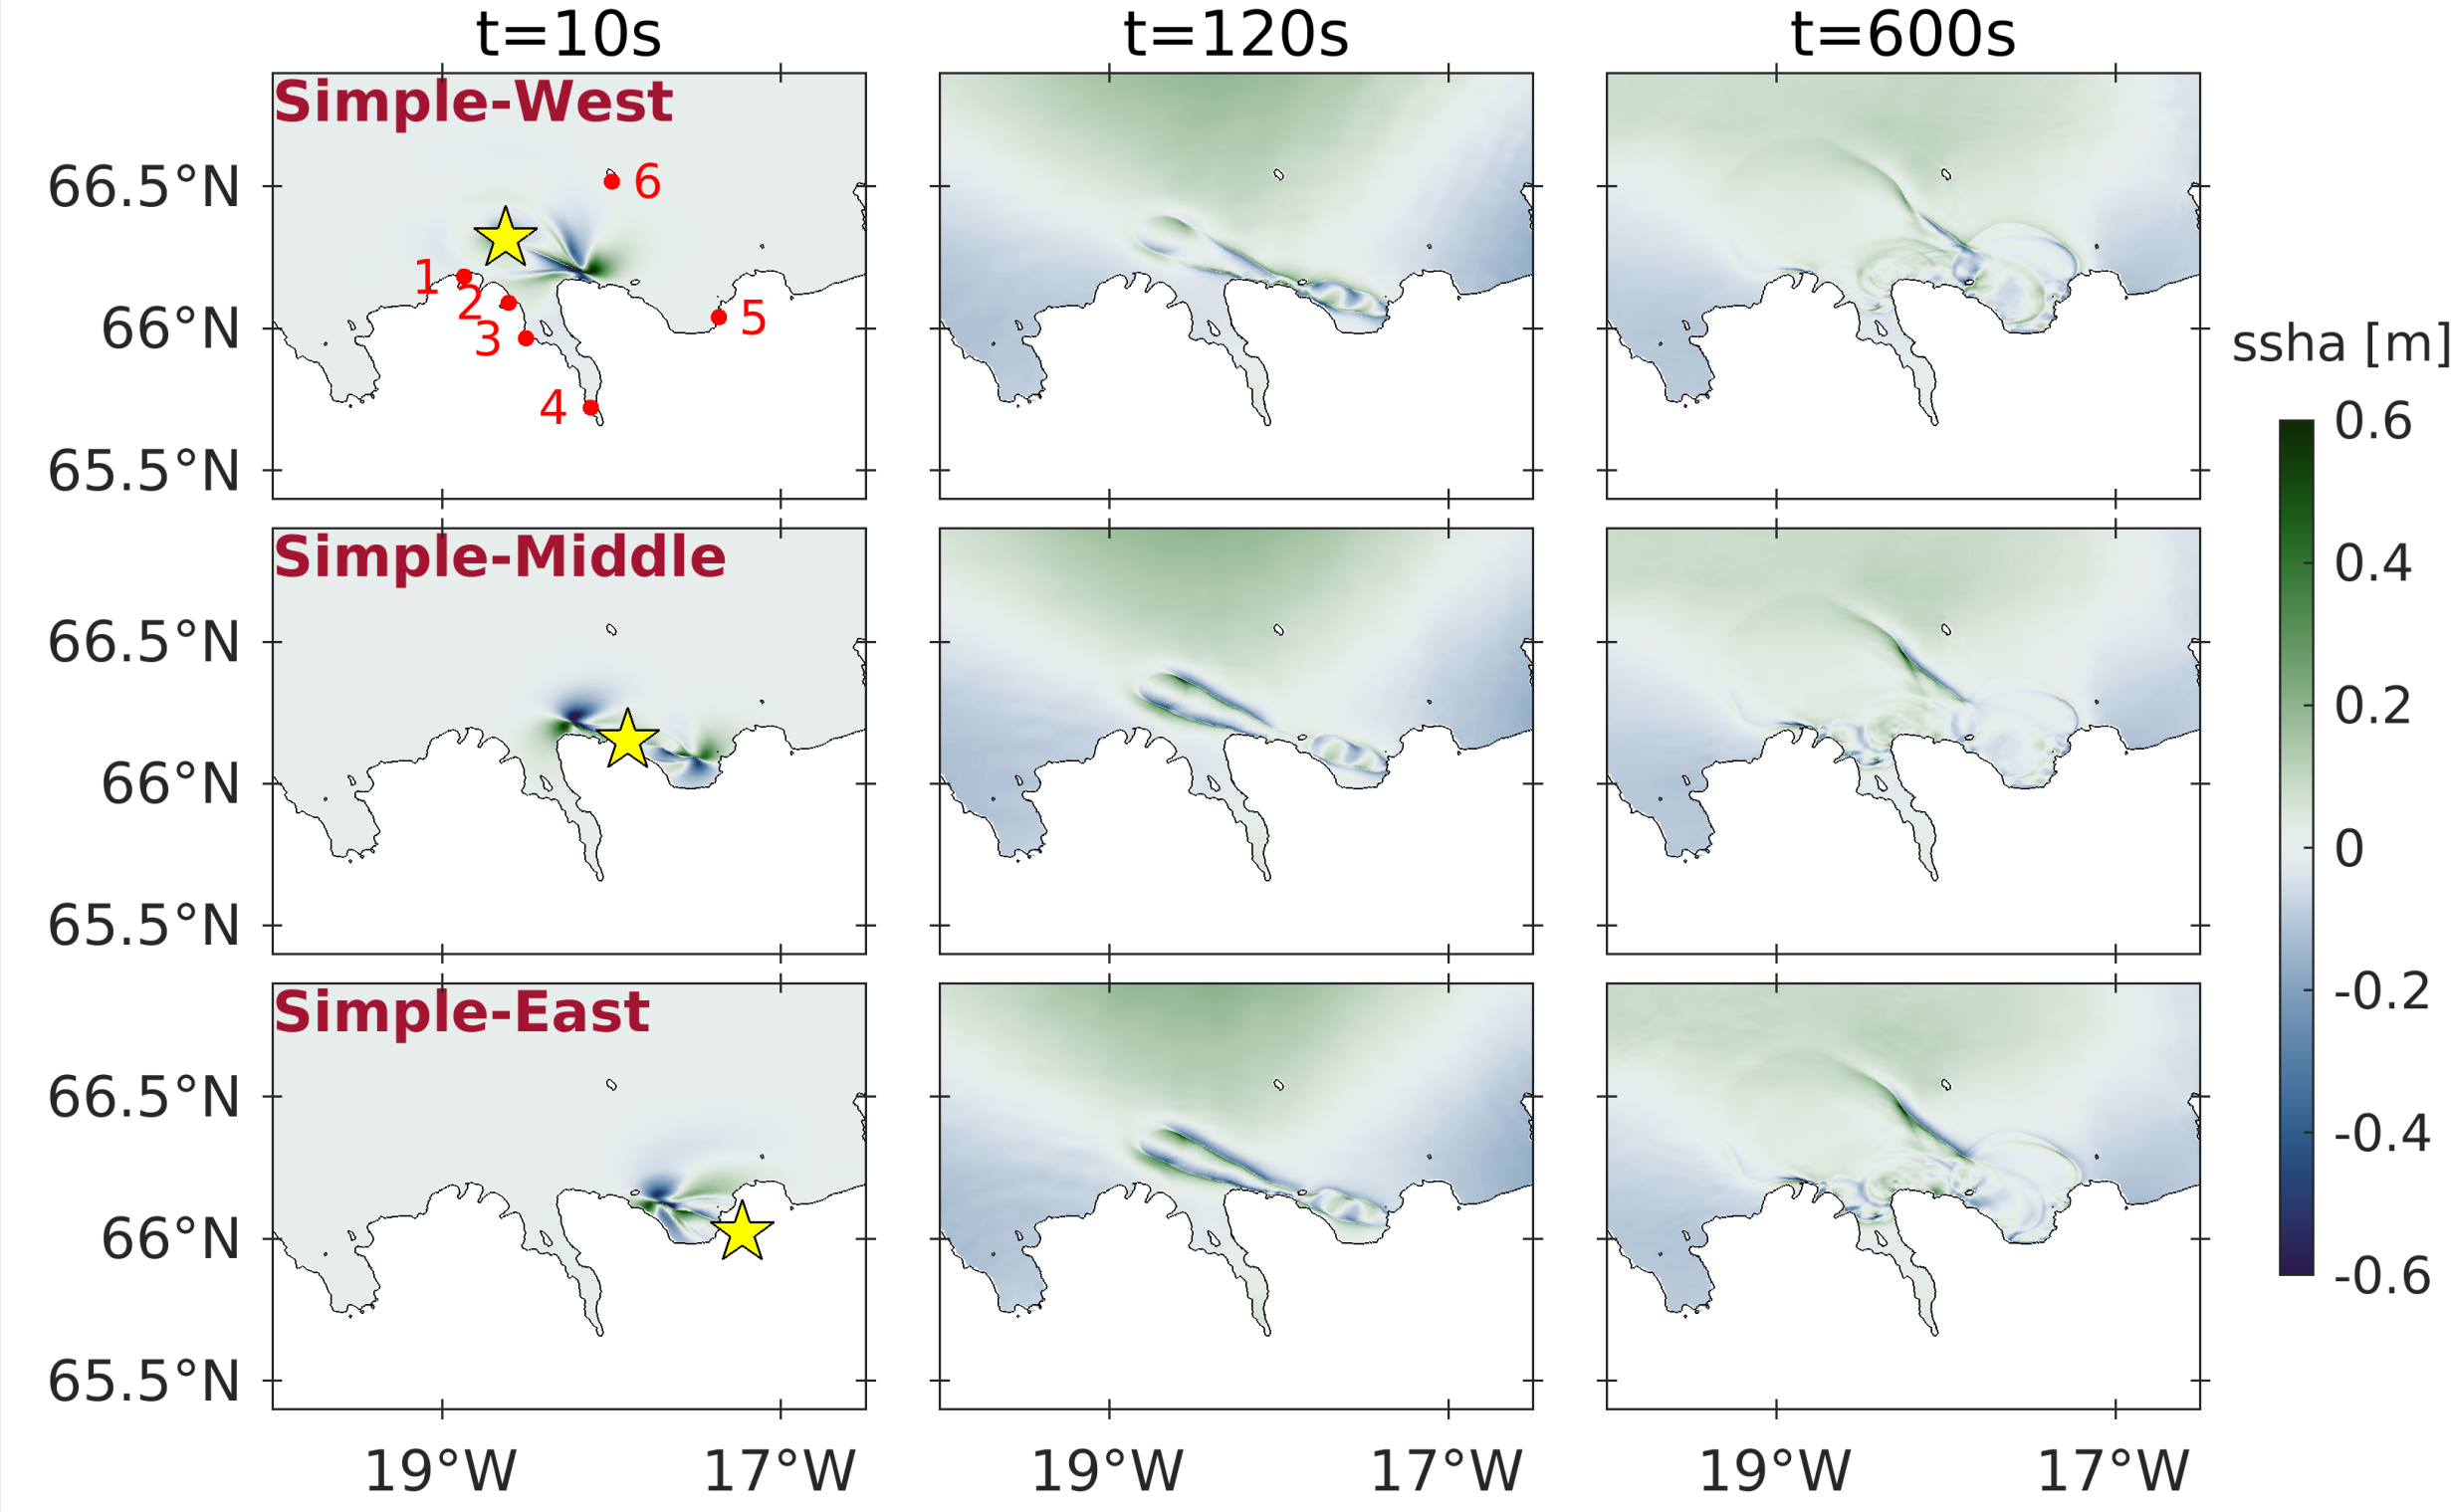 t=10s t=120s t=600s
Simple-West
66.5°N
66°N
65.5°N
1
2
3
4
5
6
Simple-Middle
66.5°N
66°N
65.5°N
Simple-East
66.5°N
66°N
65.5°N
19°W 17°W 19°W 17°W 19°W 17°W
ssha [m]
0.6
0.4
0.2
0
-0.2
-0.4
-0.6